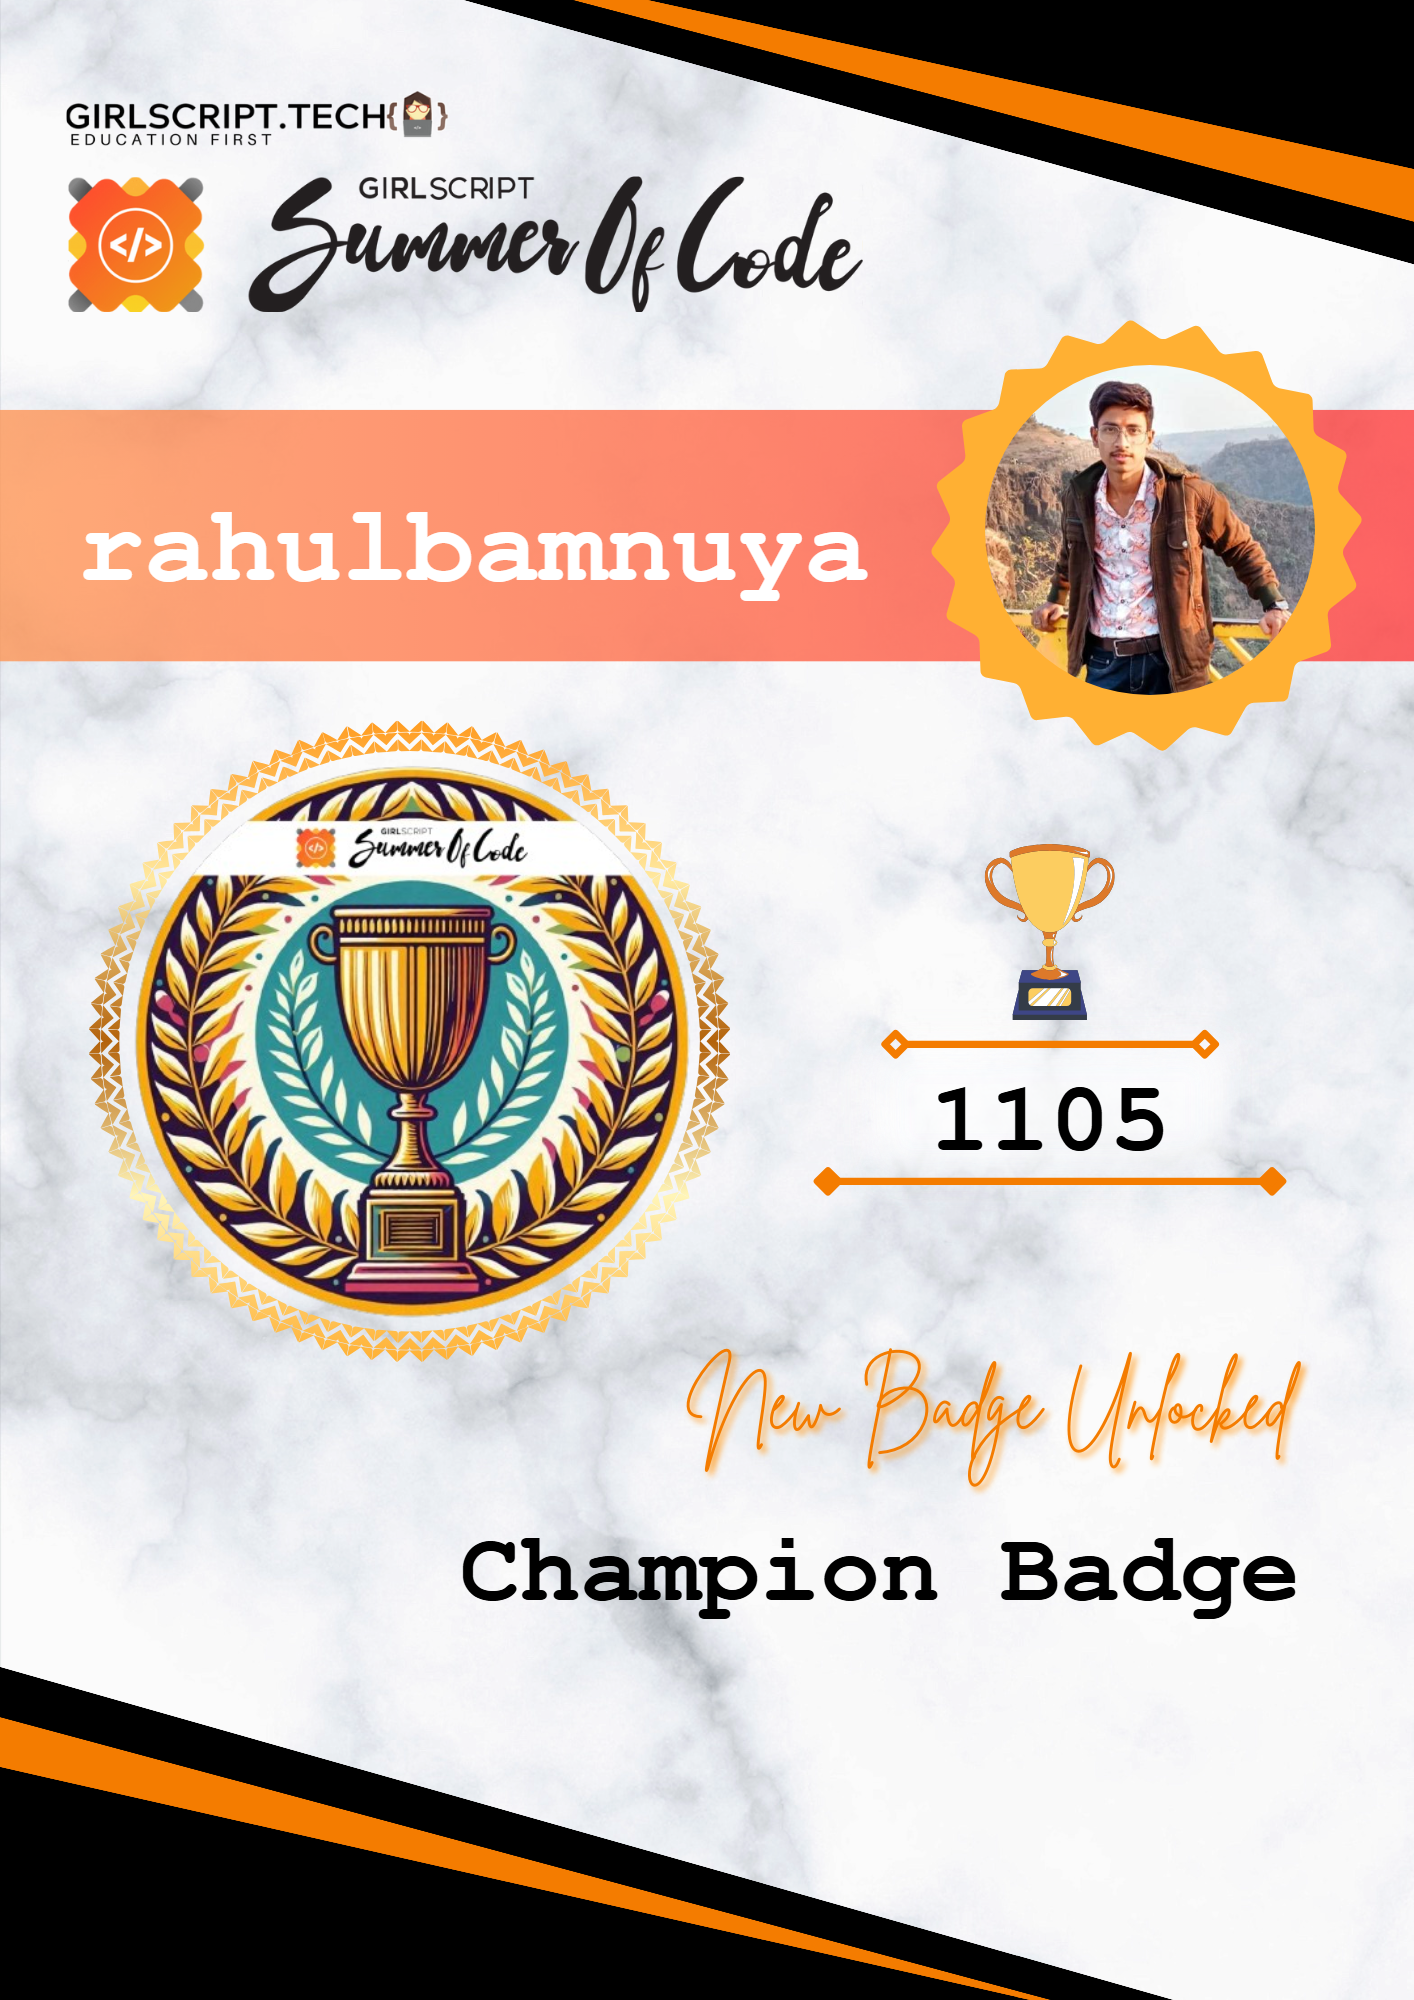 GIRLSCRIPT.TECH{ }
EDUCATION FIRST
GIRLSCRIPT
Summer Of Code
</>
rahulbamnuya
GIRLSCRIPT
Summer Of Code
</>
1105
New Badge Unlocked
Champion Badge